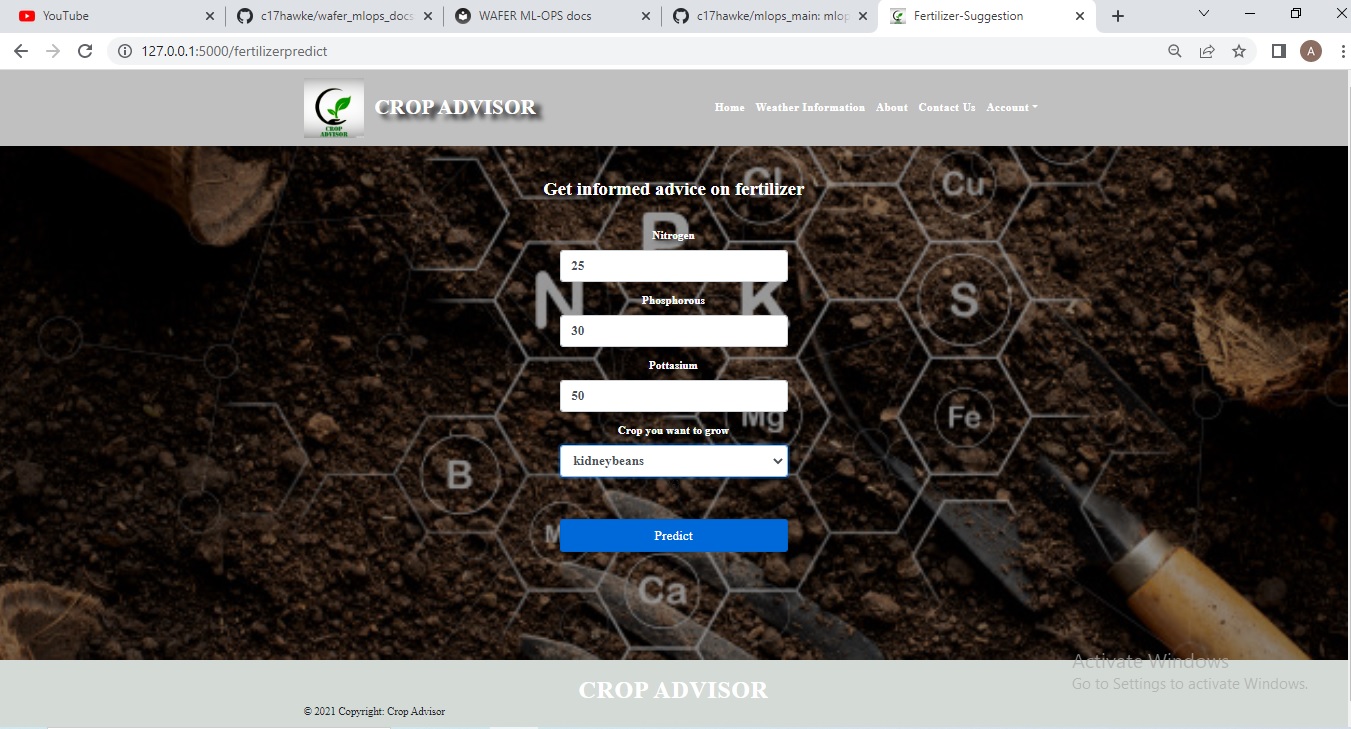 YouTube
c17hawke/wafer_mlops_docs
WAFER ML-OPS docs
c17hawke/mlops_main: mlop
Fertilizer-Suggestion
127.0.0.1:5000/fertilizerpredict
A
CROP
ADVISOR
CROP ADVISOR
Home Weather Information About Contact Us Account
Get informed advice on fertilizer
Cl
Cu
P
Nitrogen
25
N
K
S
Phosphorous
30
Pottasium
50
Mg
Fe
Crop you want to grow
kidneybeans
B
M
Predict
Ca
Activate Windows
Go to Settings to activate Windows.
CROP ADVISOR
© 2021 Copyright: Crop Advisor